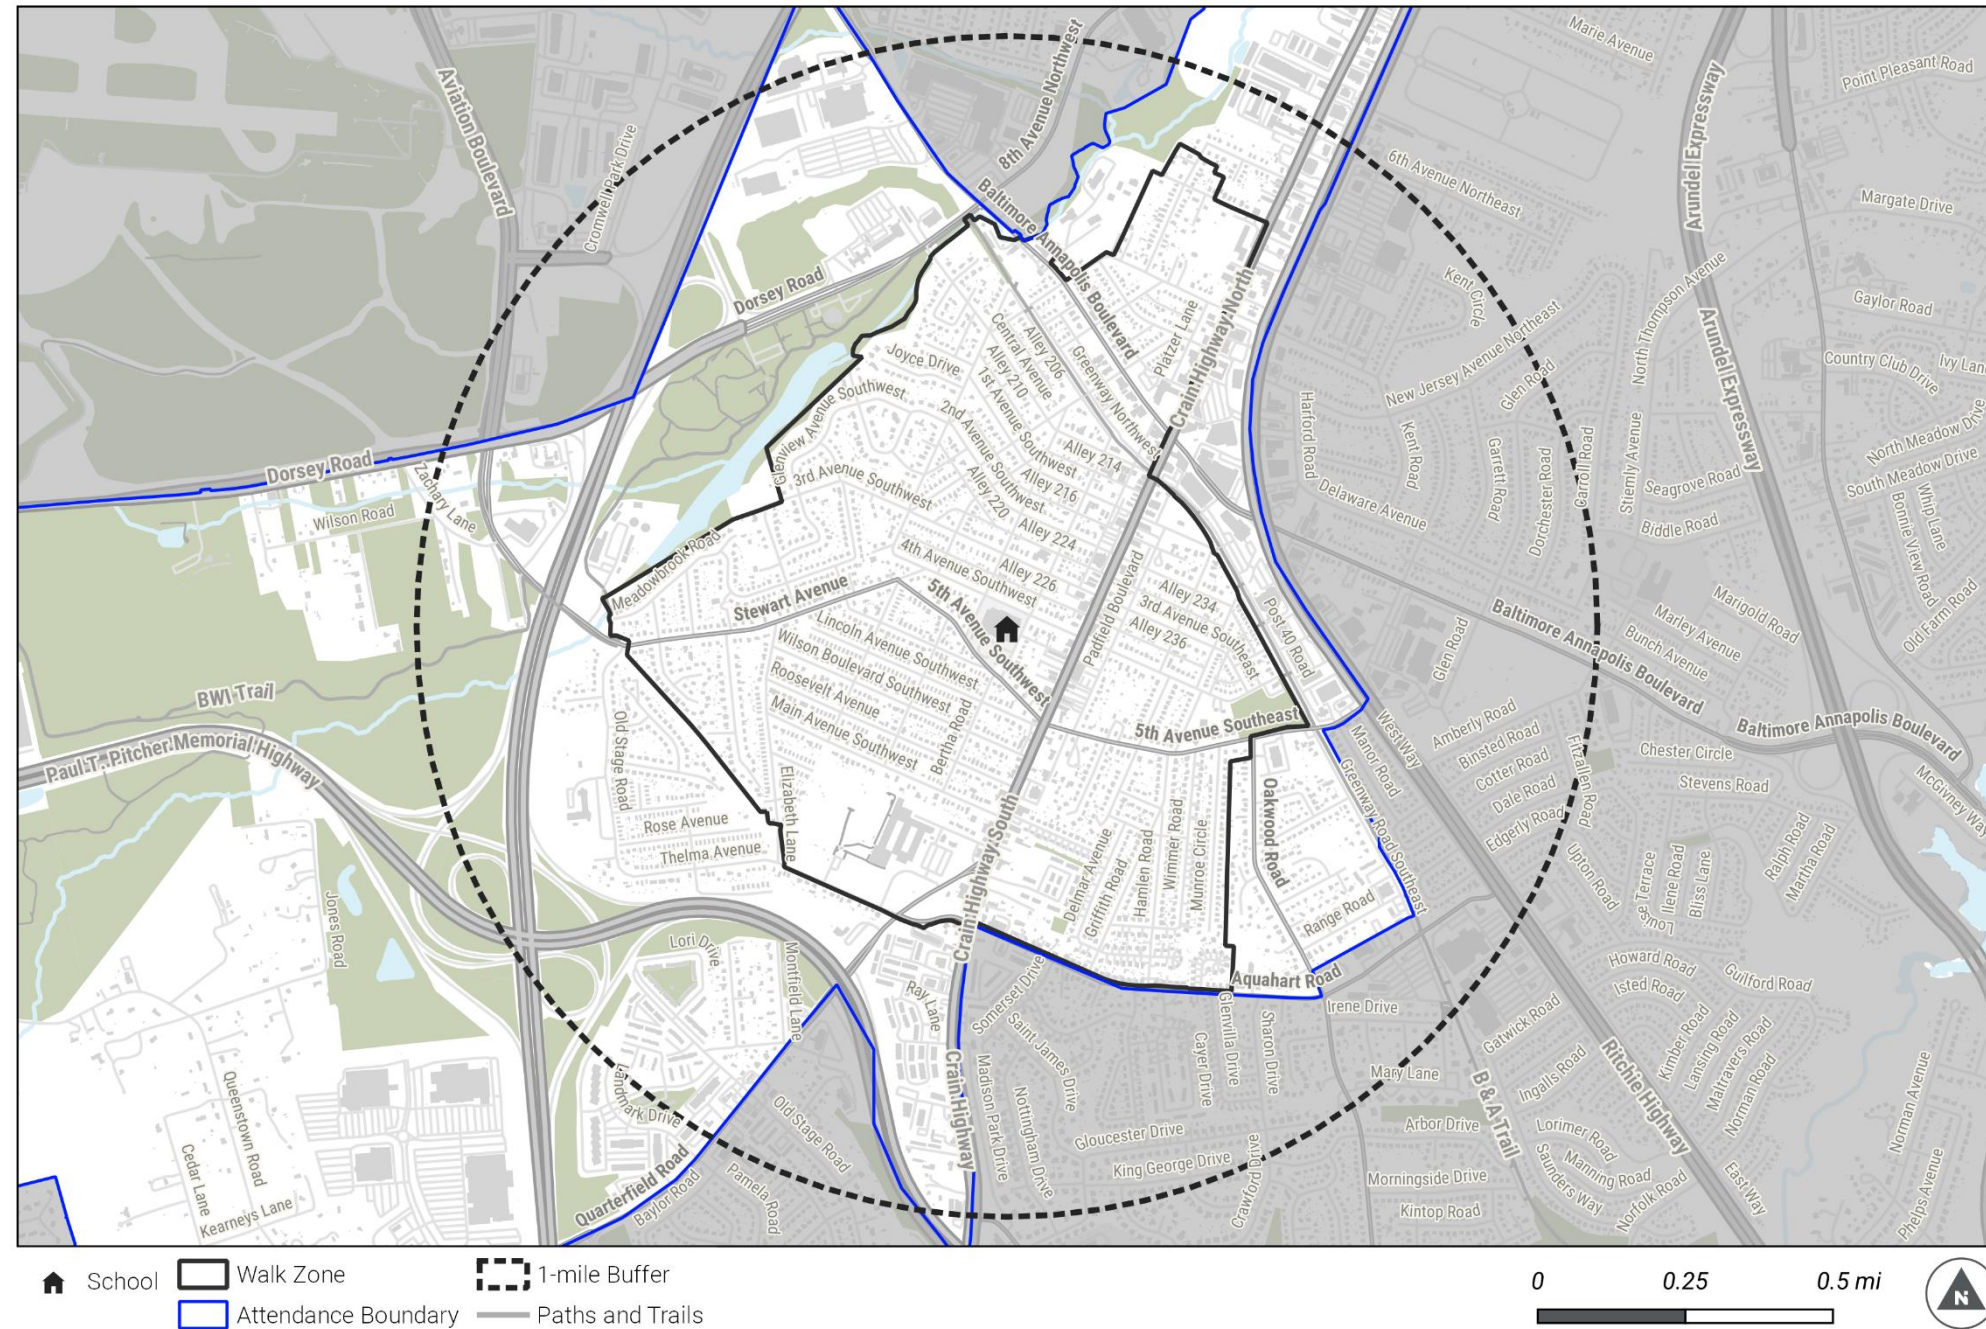 Marie Avenue
Point Pleasant Road
Aviation Boulevard
8th Avenue Northwest
Arundel Expressway
Cromwell Park Drive
6th Avenue Northeast
Margate Drive
Baltimore Annapolis Boulevard
Dorsey Road
Kent Circle
North Thompson Avenue
Gaylor Road
Crain Highway North
Platzel Lane
Joyce Drive
Central Avenue
Alley 206
Alley 210
Greenway Northwest
New Jersey Avenue Northeast
Glen Road
Arundel Expressway
Country Club Drive
Ivy Lane
1st Avenue Southwest
2nd Avenue Southwest
Glenview Avenue Southwest
3rd Avenue Southwest
Alley 214
Alley 216
Alley 220
Alley 224
Harford Road
Kent Road
Garrett Road
Dorchester Road
Carroll Road
Stiemly Avenue
Seagrove Road
Biddle Road
North Meadow Drive
South Meadow Drive
Whip Lane
Bonnie View Road
Old Farm Road
Delaware Avenue
Dorsey Road
Zachary Lane
Wilson Road
Meadowbrook Road
Stewart Avenue
4th Avenue Southwest
Alley 226
5th Avenue Southwest
Padfield Boulevard
Alley 234
3rd Avenue Southeast
Alley 236
Post 40 Road
Glen Road
Baltimore Annapolis Boulevard
Marley Avenue
Bunch Avenue
Marigold Road
Baltimore Annapolis Boulevard
McGivney Way
Lincoln Avenue Southwest
Wilson Boulevard Southwest
Roosevelt Avenue
Main Avenue Southwest
Bertha Road
BWI Trail
Paul T. Pitcher Memorial Highway
Old Stage Road
Elizabeth Lane
Rose Avenue
Thelma Avenue
5th Avenue Southeast
Oakwood Road
Manor Road
West Way
Greenway Road Southeast
Amberly Road
Binsted Road
Cotter Road
Dale Road
Edgerly Road
Fitzallen Road
Chester Circle
Stevens Road
Upton Road
Louise Terrace
Ilene Road
Bliss Lane
Ralph Road
Martha Road
Crain Highway South
Delmar Avenue
Griffith Road
Hamlen Road
Wimmer Road
Munroe Circle
Range Road
Aquahart Road
Jones Road
Lori Drive
Montfield Lane
Ray Lane
Somerset Drive
Saint James Drive
Glenvilla Drive
Cayer Drive
Sharon Drive
Irene Drive
Howard Road
Isted Road
Guilford Road
Gatwick Road
Kimber Road
Lansing Road
Maltravers Road
Norman Road
Ingalls Road
Ritchie Highway
Mary Lane
B & A Trail
Norman Avenue
Queenstown Road
Cedar Lane
Kearneys Lane
Landmark Drive
Quarterfield Road
Baylor Road
Pamela Road
Old Stage Road
Crain Highway
Madison Park Drive
Nottingham Drive
Gloucester Drive
King George Drive
Crawford Drive
Arbor Drive
Morningside Drive
Kintop Road
Lorimer Road
Manning Road
Saunders Way
Norfolk Road
East Way
Phelps Avenue
School
Walk Zone
1-mile Buffer
Attendance Boundary
Paths and Trails
0 0.25 0.5 mi
N